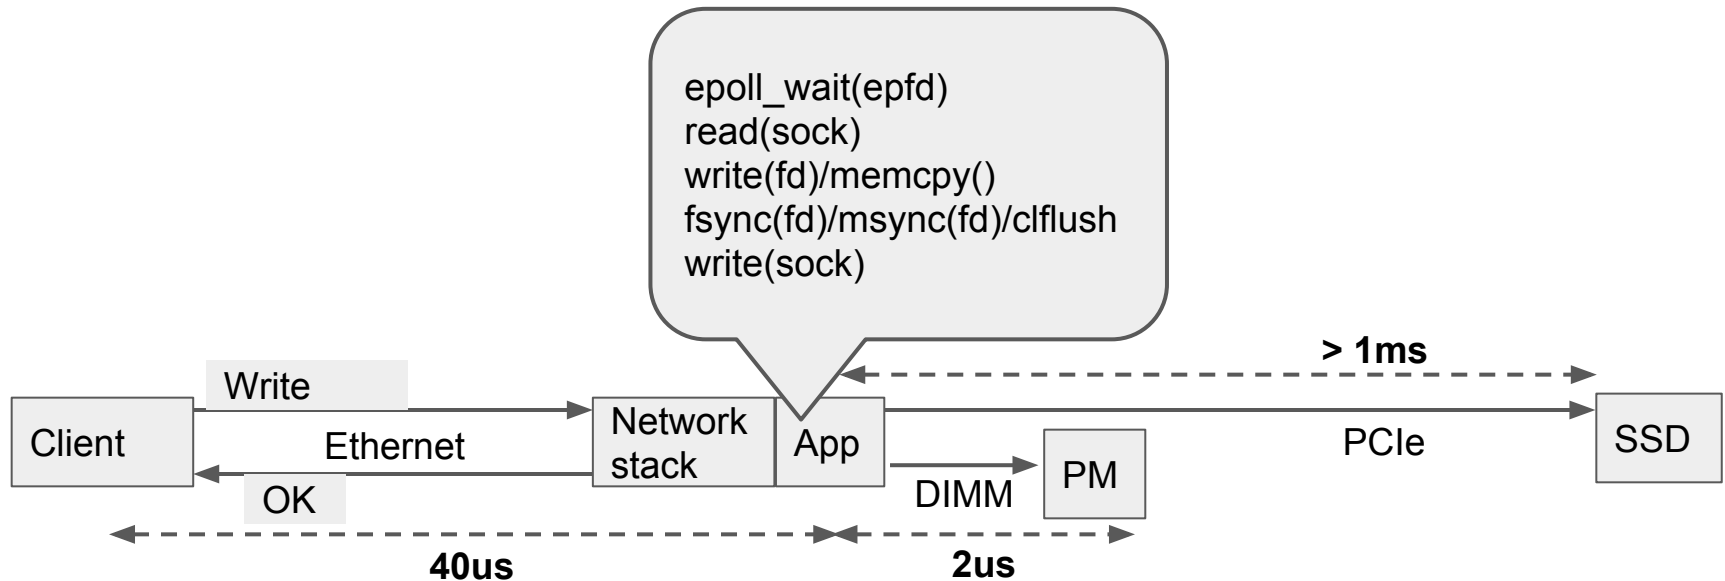 epoll_wait(epfd)
read(sock)
write(fd)/memcpy()
fsync(fd)/msync(fd)/clflush
write(sock)
> 1ms
Write
Client
Ethernet
OK
Network
stack
App
PCIe
SSD
DIMM
PM
40us
2us